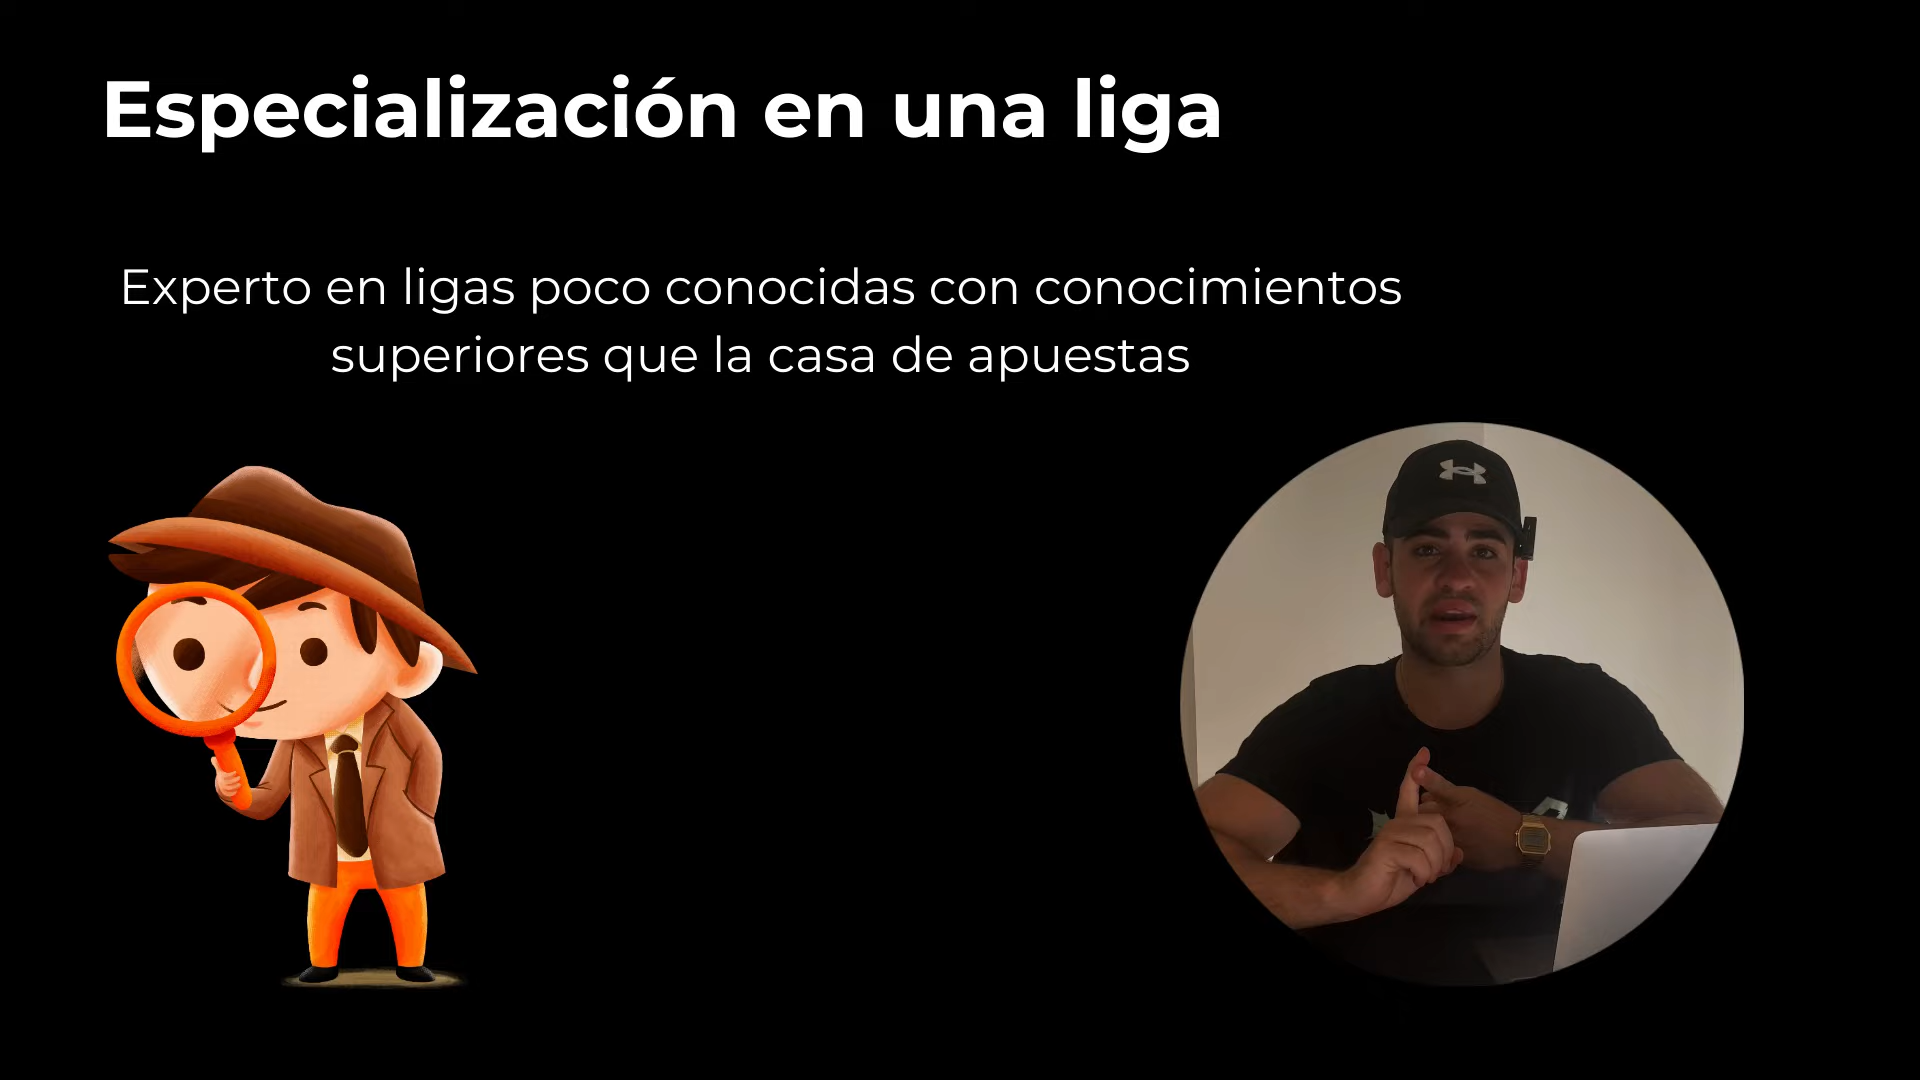 Especialización en una liga
Experto en ligas poco conocidas con conocimientos
superiores que la casa de apuestas